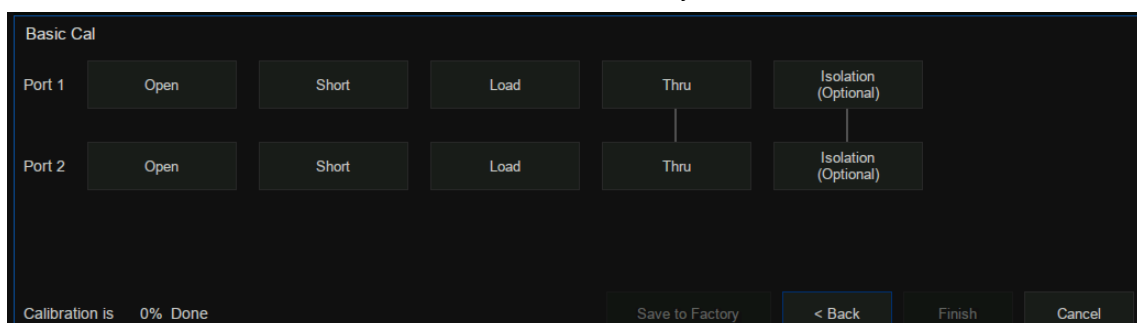 Basic Cal
Port 1 Open Short Load Thru Isolation
(Optional)
Port 2 Open Short Load Thru Isolation
(Optional)
Calibration is 0% Done Save to Factory < Back Finish Cancel